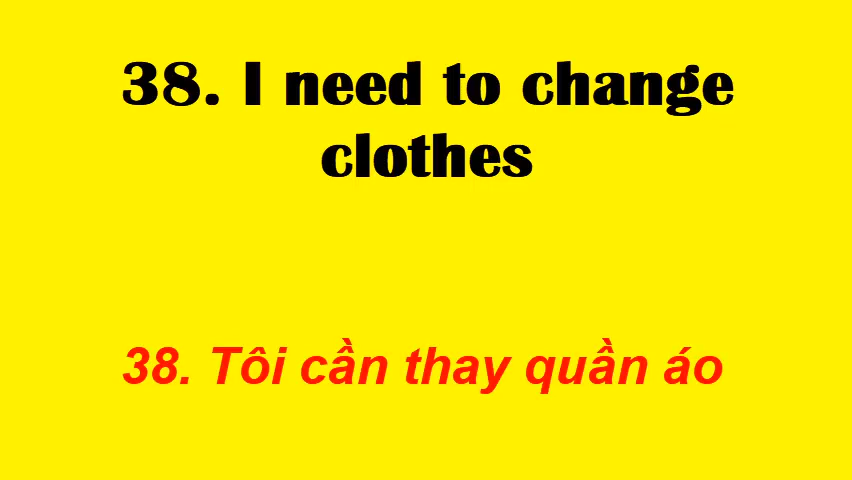 38. I need to change
clothes
38. Tôi cần thay quần áo